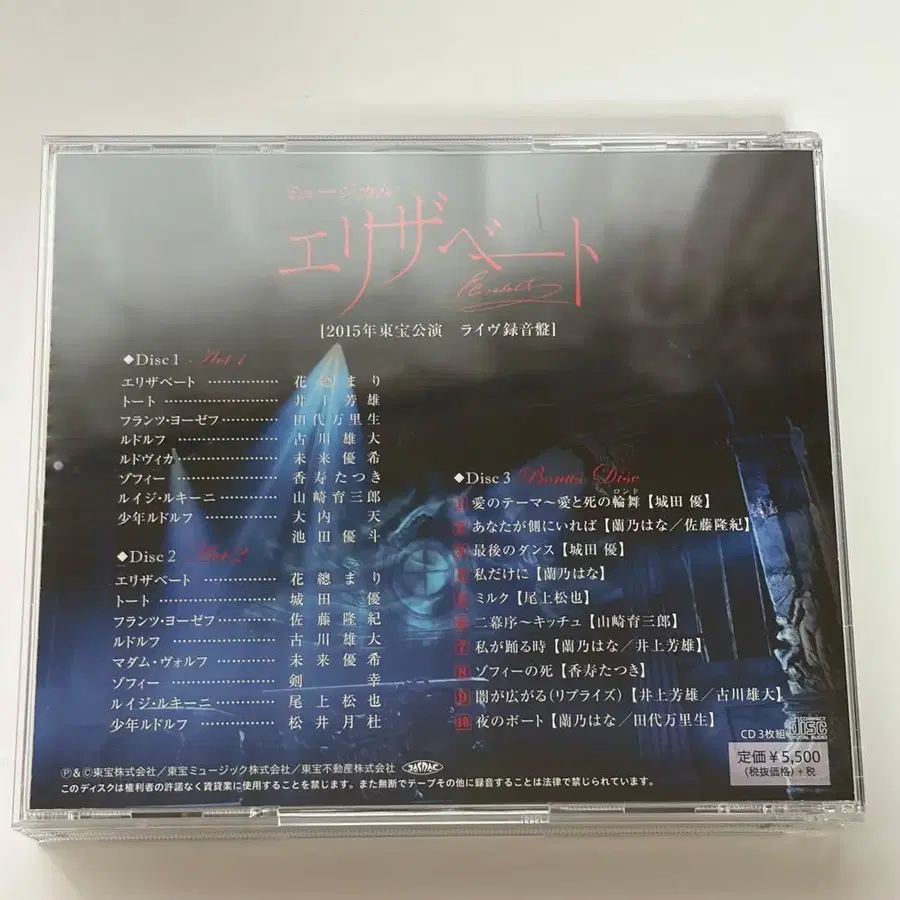 ミュージカル
エリザベート
Elisabeth
[2015年東宝公演 ライヴ録音盤]
◆Disc 1 - Act 1
エリザベート …………… 花總まり
トート …………… 井上芳雄
フランツ・ヨーゼフ ………… 田代万里生
ルドルフ …………… 古川雄大
ルドヴィカ …………… 未来優希
ゾフィー …………… 香寿たつき
ルイジ・ルキーニ ………… 山崎育三郎
少年ルドルフ …………… 大内天
池田優斗
◆Disc 2 - Act 2
エリザベート …………… 花總まり
トート …………… 城田優
フランツ・ヨーゼフ ………… 佐藤隆紀
ルドルフ …………… 古川雄大
マダム・ヴォルフ ………… 未来優希
ゾフィー …………… 剣幸
ルイジ・ルキーニ ………… 尾上松也
少年ルドルフ …………… 松井月杜
◆Disc 3 Bonus Disc
ロンド
1 愛のテーマ〜愛と死の輪舞【城田 優】
2 あなたが側にいれば【蘭乃はな/佐藤隆紀】
3 最後のダンス【城田 優】
4 私だけに【蘭乃はな】
5 ミルク【尾上松也】
6 二幕序〜キッチュ【山崎育三郎】
7 私が踊る時【蘭乃はな/井上芳雄】
8 ゾフィーの死【香寿たつき】
9 闇が広がる(リプライズ)【井上芳雄/古川雄大】
10 夜のボート【蘭乃はな/田代万里生】
CD 3枚組
COMPACT
disc
DIGITAL AUDIO
定価¥5,500
(税抜価格)+税
℗&©東宝株式会社/東宝ミュージック株式会社/東宝不動産株式会社
JASRAC
このディスクは権利者の許諾なく賃貸業に使用することを禁じます。また無断でテープその他に録音することは法律で禁じられています。